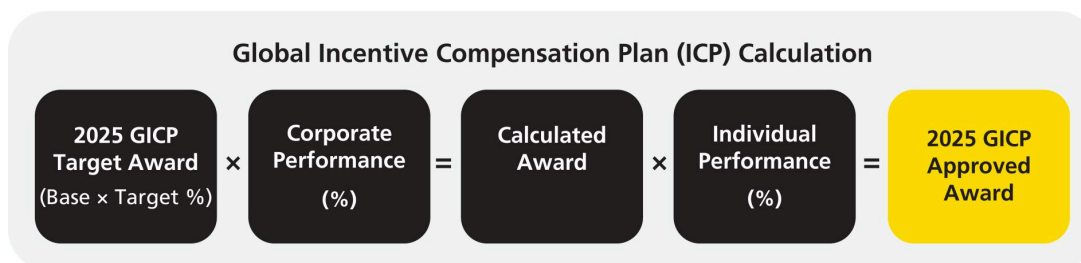 Global Incentive Compensation Plan (ICP) Calculation
2025 GICP
Target Award
(Base × Target %)
×
Corporate
Performance
(%)
=
Calculated
Award
×
Individual
Performance
(%)
=
2025 GICP
Approved
Award